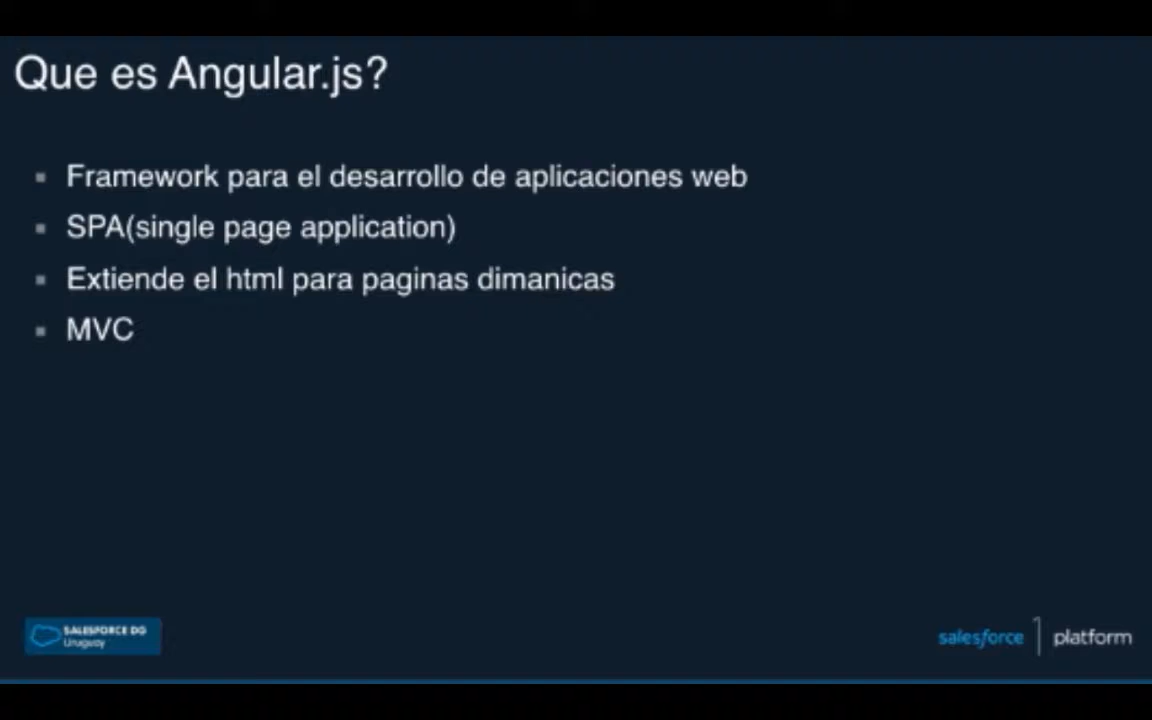 Que es Angular.js?
Framework para el desarrollo de aplicaciones web
SPA(single page application)
Extiende el html para paginas dimanicas
MVC
SALESFORCE DG
Uruguay
salesforce 1 platform